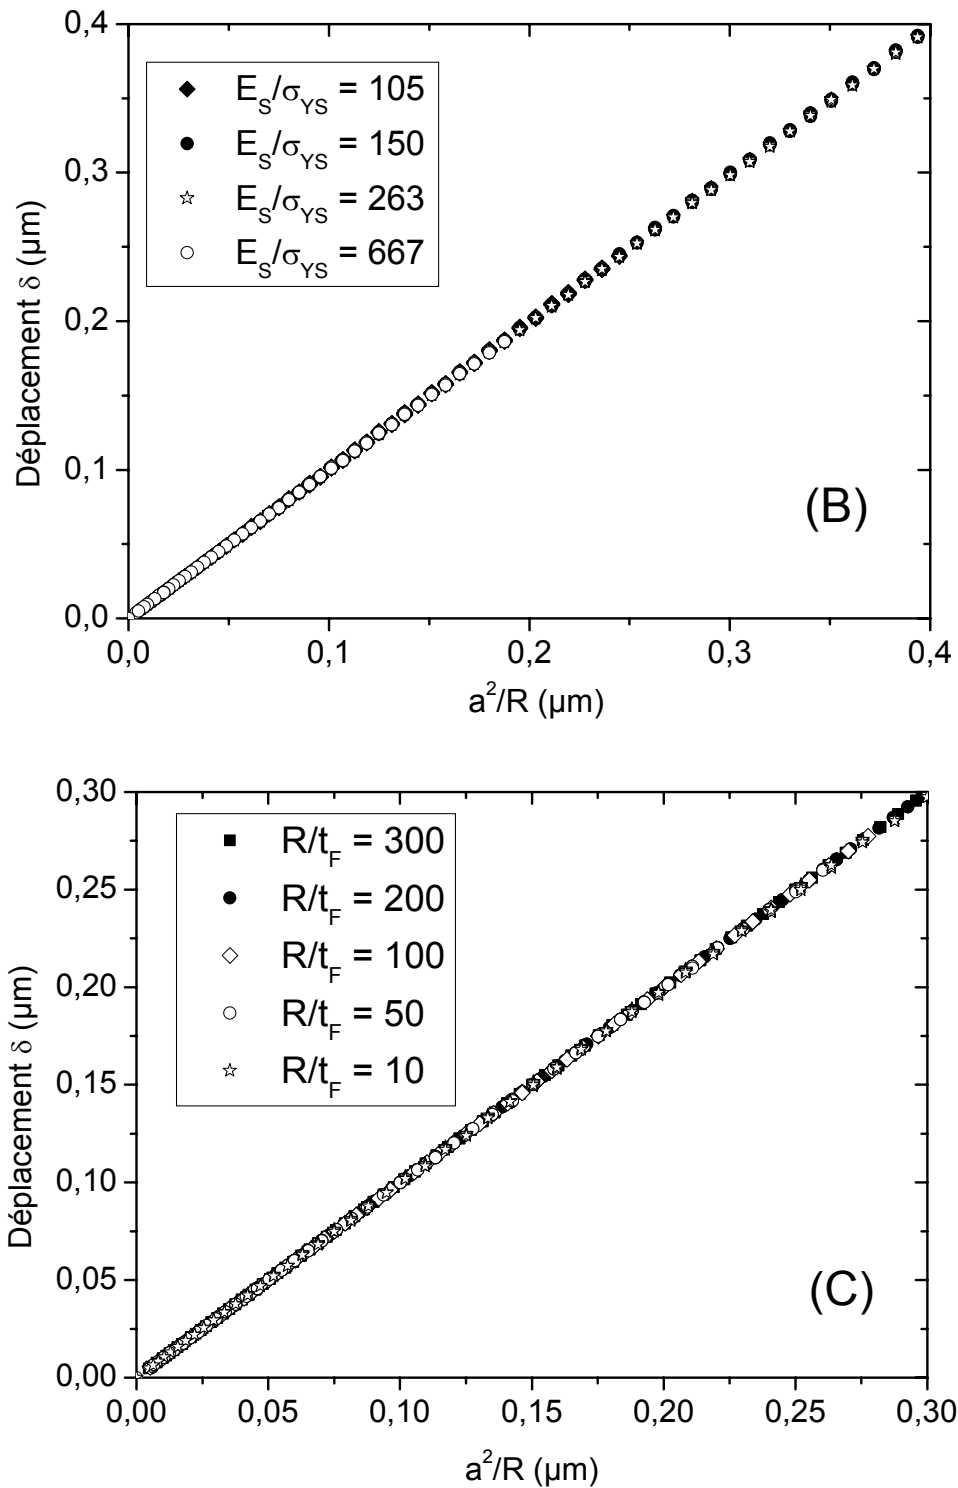 0,4
E_S/σ_YS = 105
E_S/σ_YS = 150
0,3
E_S/σ_YS = 263
E_S/σ_YS = 667
0,2
Déplacement δ (µm)
0,1
(B)
0,0
0,0 0,1 0,2 0,3 0,4
a²/R (µm)
0,30
R/t_F = 300
0,25
R/t_F = 200
R/t_F = 100
0,20
R/t_F = 50
R/t_F = 10
0,15
Déplacement δ (µm)
0,10
0,05
(C)
0,00
0,00 0,05 0,10 0,15 0,20 0,25 0,30
a²/R (µm)